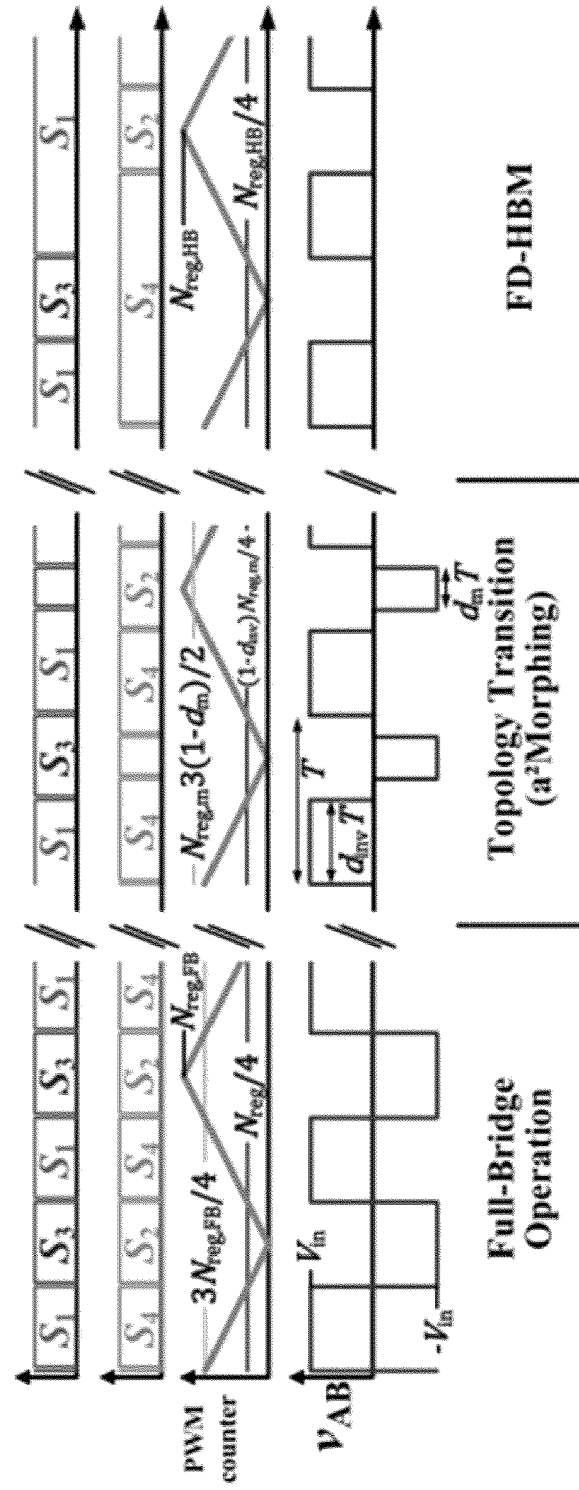 S1 S3 S1 S3 S1 S1 S3 S1 S1 S3 S1
S4 S2 S4 S2 S4 S4 S4 S2 S4 S2
PWM
counter
3Nreg,FB/4
Nreg,FB
Nreg/4
Nreg,m3(1-dm)/2
(1-dinv)Nreg,m/4
Nreg,HB
Nreg,HB/4
vAB
Vin
-Vin
dinvT
T
dmT
Full-Bridge
Operation
Topology Transition
(a²Morphing)
FD-HBM